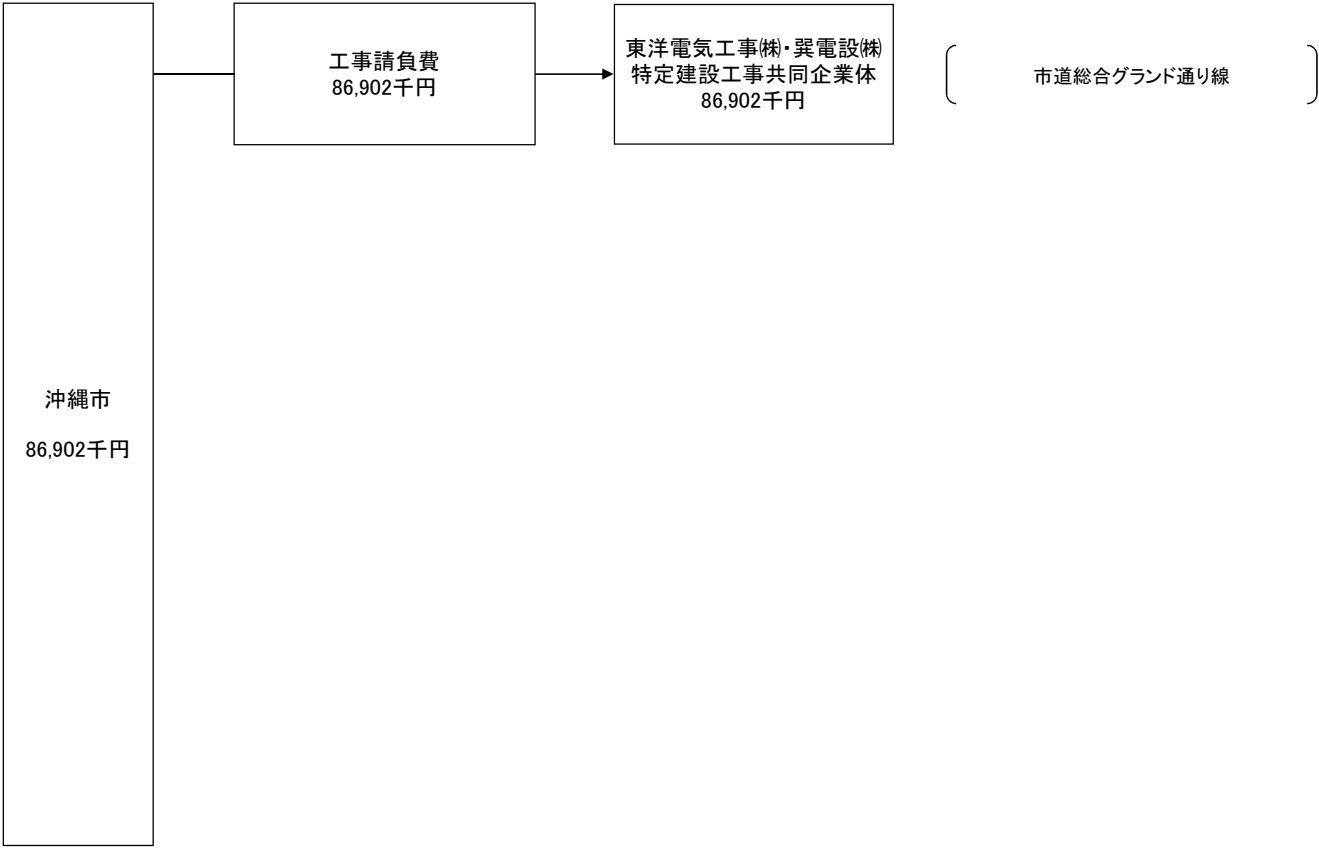 工事請負費
86,902千円
東洋電気工事㈱・巽電設㈱
特定建設工事共同企業体
86,902千円
市道総合グランド通り線
沖縄市
86,902千円